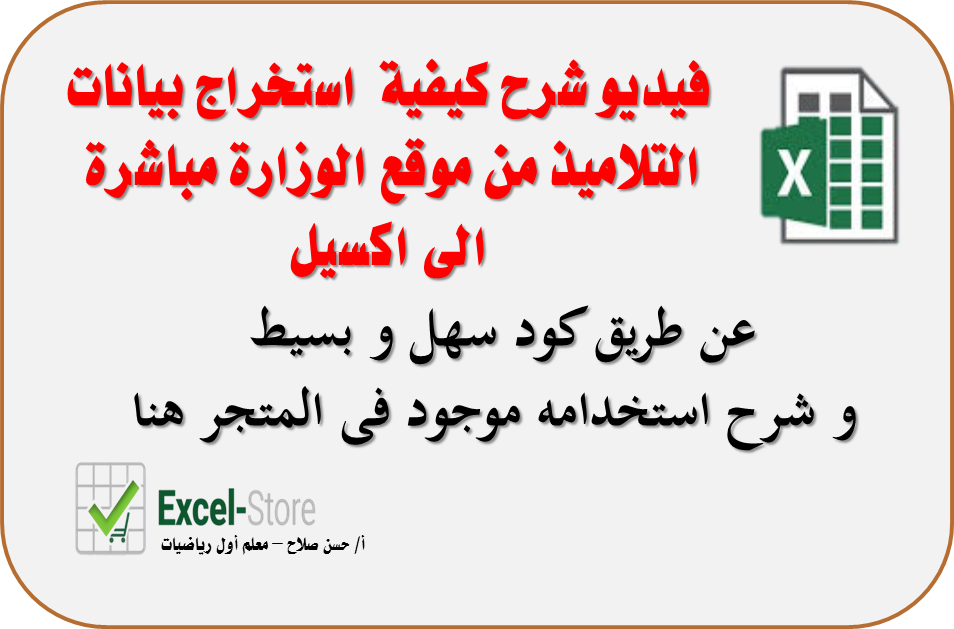 فيديو شرح كيفية استخراج بيانات
التلاميذ من موقع الوزارة مباشرة
الى اكسيل
عن طريق كود سهل و بسيط
و شرح استخدامه موجود فى المتجر هنا
X
Excel-Store
أ/ حسن صلاح – معلم أول رياضيات